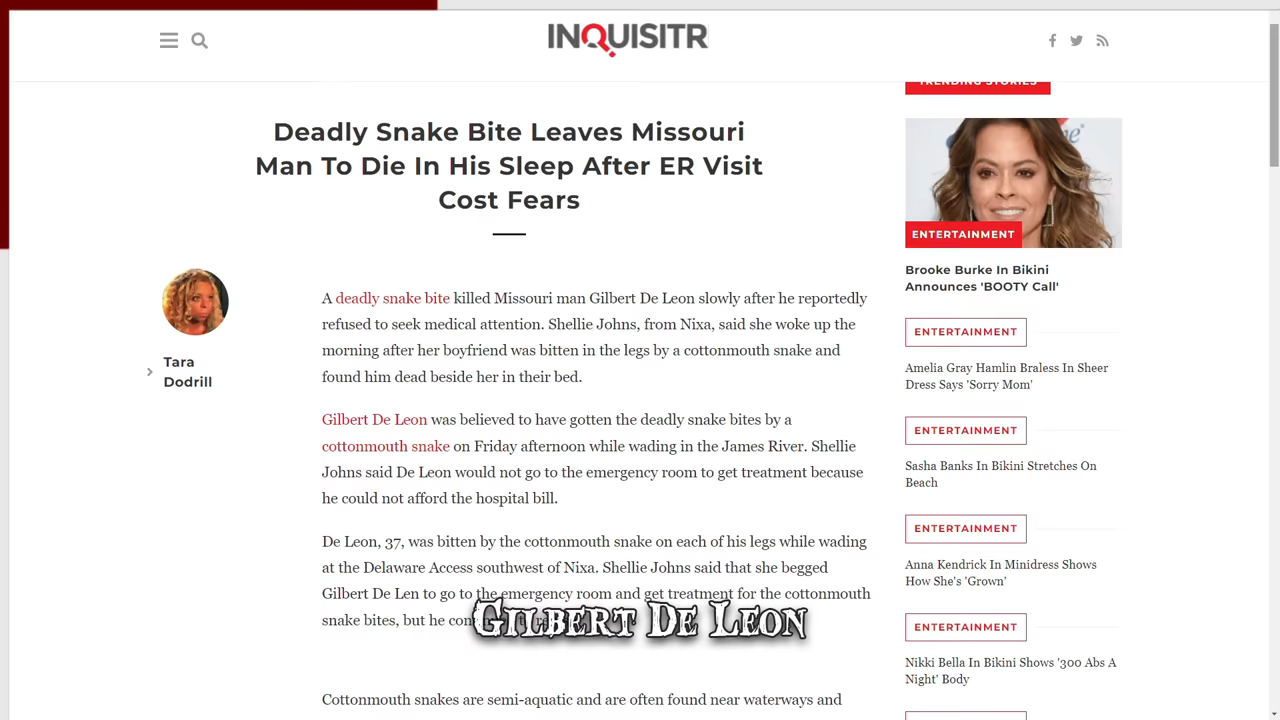 INQUISITR
TRENDING STORIES
Deadly Snake Bite Leaves Missouri
Man To Die In His Sleep After ER Visit
Cost Fears
Tara
Dodrill
A deadly snake bite killed Missouri man Gilbert De Leon slowly after he reportedly
refused to seek medical attention. Shellie Johns, from Nixa, said she woke up the
morning after her boyfriend was bitten in the legs by a cottonmouth snake and
found him dead beside her in their bed.
Gilbert De Leon was believed to have gotten the deadly snake bites by a
cottonmouth snake on Friday afternoon while wading in the James River. Shellie
Johns said De Leon would not go to the emergency room to get treatment because
he could not afford the hospital bill.
De Leon, 37, was bitten by the cottonmouth snake on each of his legs while wading
at the Delaware Access southwest of Nixa. Shellie Johns said that she begged
Gilbert De Len to go to the emergency room and get treatment for the cottonmouth
snake bites, but he
Gilbert De Leon
Cottonmouth snakes are semi-aquatic and are often found near waterways and
ENTERTAINMENT
Brooke Burke In Bikini
Announces 'BOOTY Call'
ENTERTAINMENT
Amelia Gray Hamlin Braless In Sheer
Dress Says 'Sorry Mom'
ENTERTAINMENT
Sasha Banks In Bikini Stretches On
Beach
ENTERTAINMENT
Anna Kendrick In Minidress Shows
How She's 'Grown'
ENTERTAINMENT
Nikki Bella In Bikini Shows '300 Abs A
Night' Body